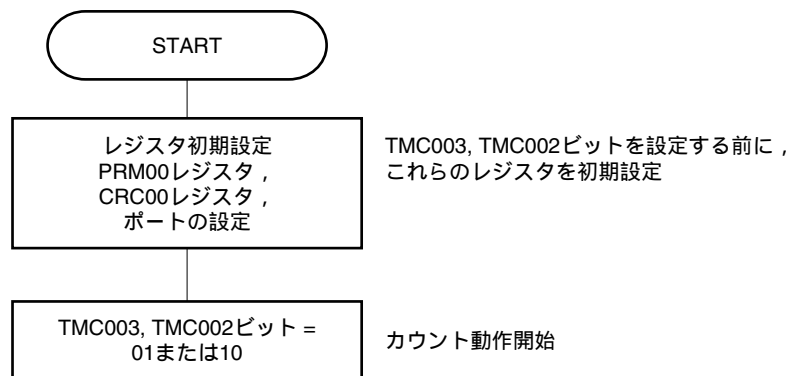 START
レジスタ初期設定
PRM00レジスタ，
CRC00レジスタ，
ポートの設定
TMC003, TMC002ビットを設定する前に，
これらのレジスタを初期設定
TMC003, TMC002ビット =
01または10
カウント動作開始